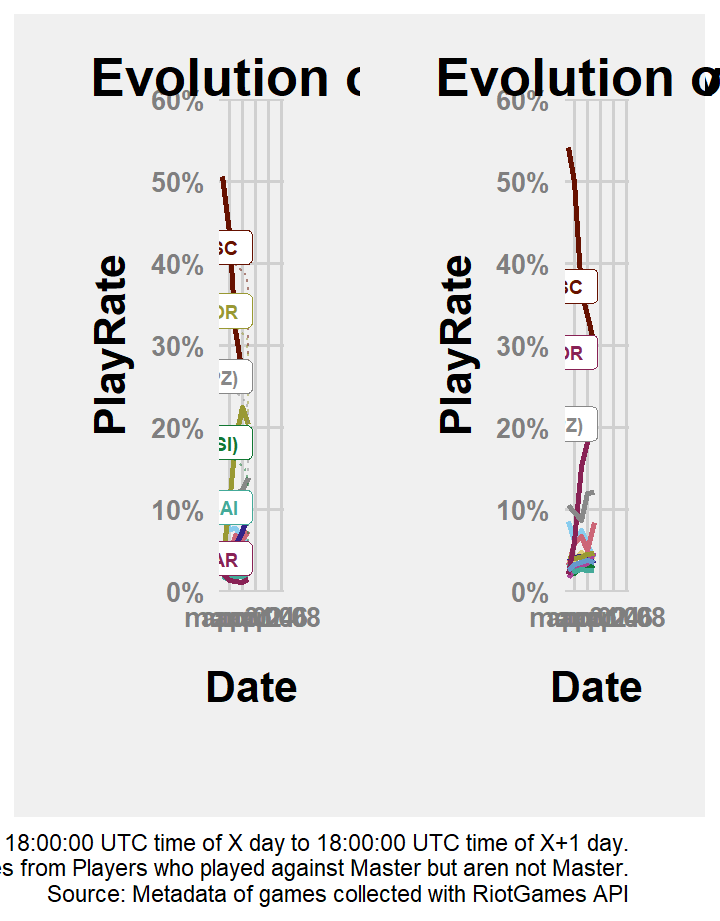 Evolution
60%
50%
40%
30%
20%
10%
0%
SC
OR
PZ)
SI)
AI
AR
PlayRate
Date
Evolution
60%
50%
40%
30%
20%
10%
0%
SC
OR
Z)
PlayRate
Date
18:00:00 UTC time of X day to 18:00:00 UTC time of X+1 day.
es from Players who played against Master but aren not Master.
Source: Metadata of games collected with RiotGames API